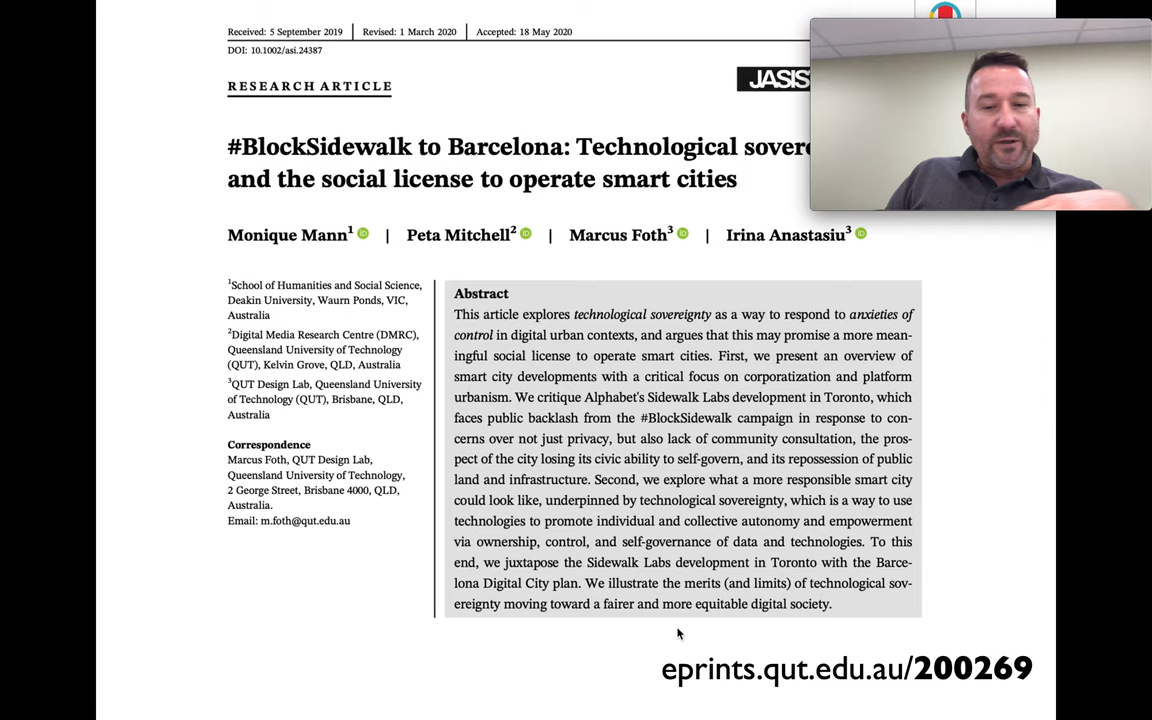 Received: 5 September 2019 | Revised: 1 March 2020 | Accepted: 18 May 2020
DOI: 10.1002/asi.24387
RESEARCH ARTICLE
JASIS
#BlockSidewalk to Barcelona: Technological
and the social license to operate smart cities
Monique Mann1 | Peta Mitchell2 | Marcus Foth3 | Irina Anastasiu3
1School of Humanities and Social Science,
Deakin University, Waurn Ponds, VIC,
Australia
2Digital Media Research Centre (DMRC),
Queensland University of Technology
(QUT), Kelvin Grove, QLD, Australia
3QUT Design Lab, Queensland University
of Technology (QUT), Brisbane, QLD,
Australia
Correspondence
Marcus Foth, QUT Design Lab,
Queensland University of Technology,
2 George Street, Brisbane 4000, QLD,
Australia.
Email: m.foth@qut.edu.au
Abstract
This article explores technological sovereignty as a way to respond to anxieties of
control in digital urban contexts, and argues that this may promise a more mean-
ingful social license to operate smart cities. First, we present an overview of
smart city developments with a critical focus on corporatization and platform
urbanism. We critique Alphabet's Sidewalk Labs development in Toronto, which
faces public backlash from the #BlockSidewalk campaign in response to con-
cerns over not just privacy, but also lack of community consultation, the pros-
pect of the city losing its civic ability to self-govern, and its repossession of public
land and infrastructure. Second, we explore what a more responsible smart city
could look like, underpinned by technological sovereignty, which is a way to use
technologies to promote individual and collective autonomy and empowerment
via ownership, control, and self-governance of data and technologies. To this
end, we juxtapose the Sidewalk Labs development in Toronto with the Barce-
lona Digital City plan. We illustrate the merits (and limits) of technological sov-
ereignty moving toward a fairer and more equitable digital society.
eprints.qut.edu.au/200269